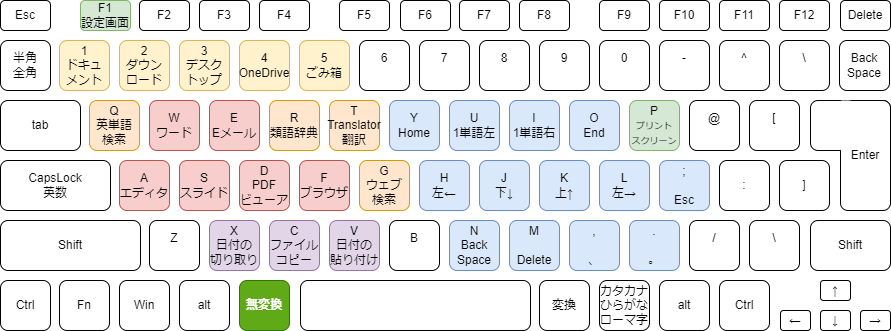 Esc F1 F2 F3 F4 F5 F6 F7 F8 F9 F10 F11 F12 Delete
設定画面
半角 1 2 3 4 5 6 7 8 9 0 - ^ \ Back
全角 ドキュ ダウン デスク OneDrive ごみ箱 Space
メント ロード トップ
tab Q W E R T Y U I O P @ [ Enter
英単語 ワード Eメール 類語辞典 Translator Home 1単語左 1単語右 End プリント
検索 翻訳 スクリーン
CapsLock A S D F G H J K L ; : ]
英数 エディタ スライド PDF ブラウザ ウェブ 左← 下↓ 上↑ 左→ Esc
ビューア 検索
Shift Z X C V B N M , . / \ Shift
日付の ファイル 日付の Back Delete 、 。
切り取り コピー 貼り付け Space
Ctrl Fn Win alt 無変換 変換 カタカナ alt Ctrl ↑
ひらがな ← ↓ →
ローマ字